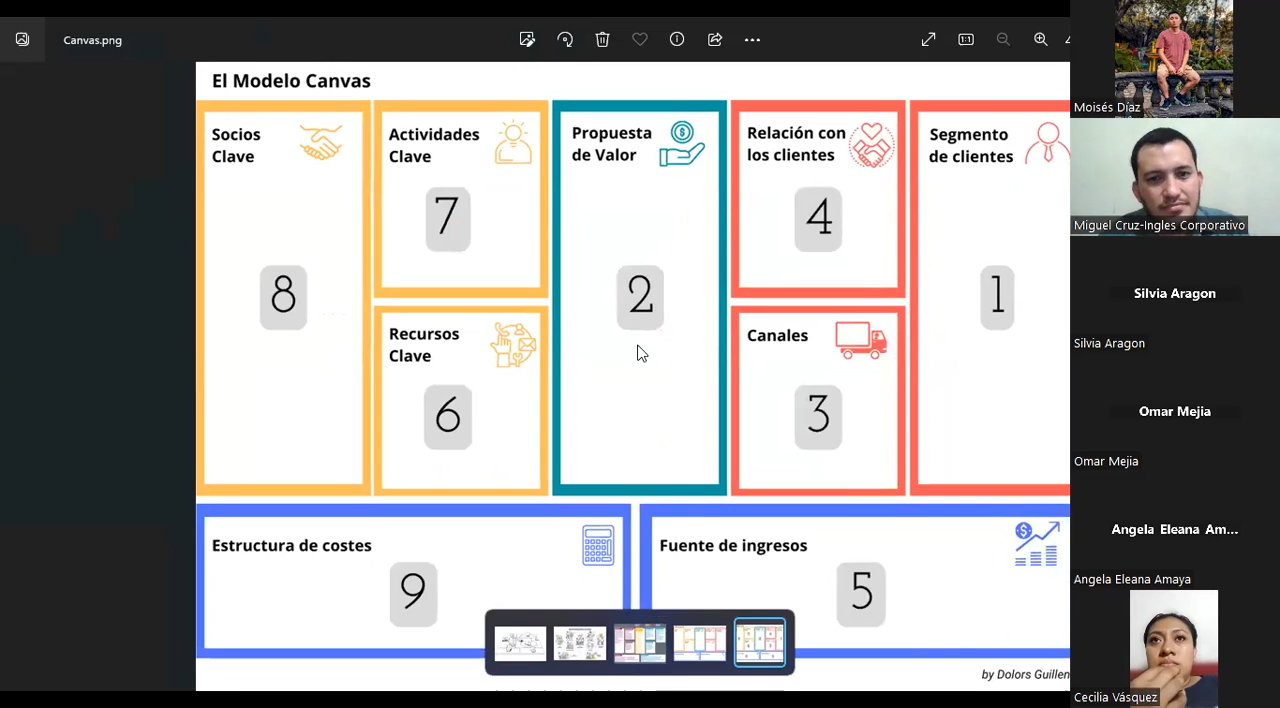 Canvas.png
1:1
El Modelo Canvas
Socios
Clave
8
Actividades
Clave
7
Recursos
Clave
6
Propuesta
de Valor
2
Relación con
los clientes
4
Canales
3
Segmento
de clientes
1
Estructura de costes
9
Fuente de ingresos
5
by Dolors Guillen
Moisés Díaz
Miguel Cruz-Ingles Corporativo
Silvia Aragon
Silvia Aragon
Omar Mejia
Omar Mejia
Angela Eleana Am...
Angela Eleana Amaya
Cecilia Vásquez